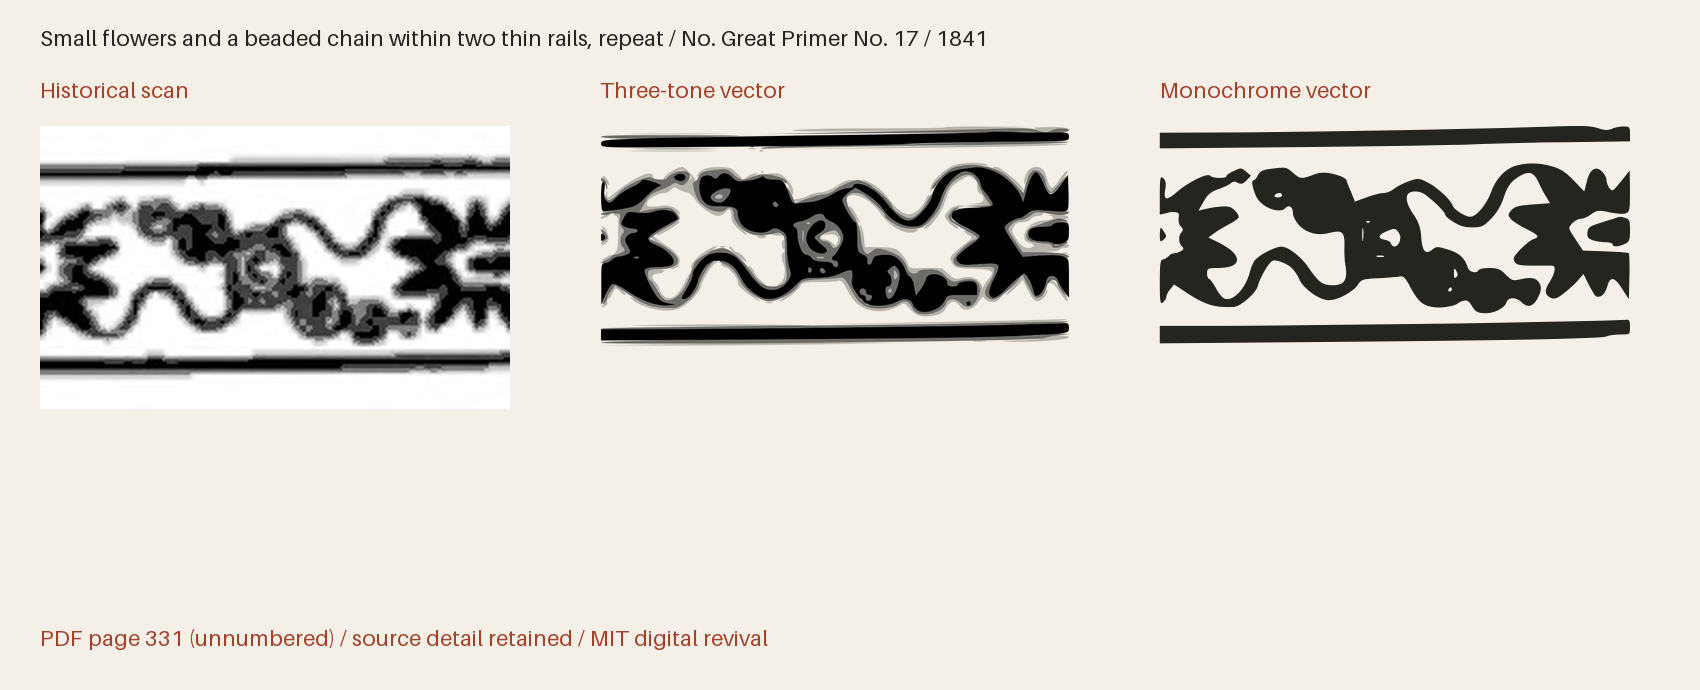 Small flowers and a beaded chain within two thin rails, repeat / No. Great Primer No. 17 / 1841
Historical scan
Three-tone vector
Monochrome vector
PDF page 331 (unnumbered) / source detail retained / MIT digital revival